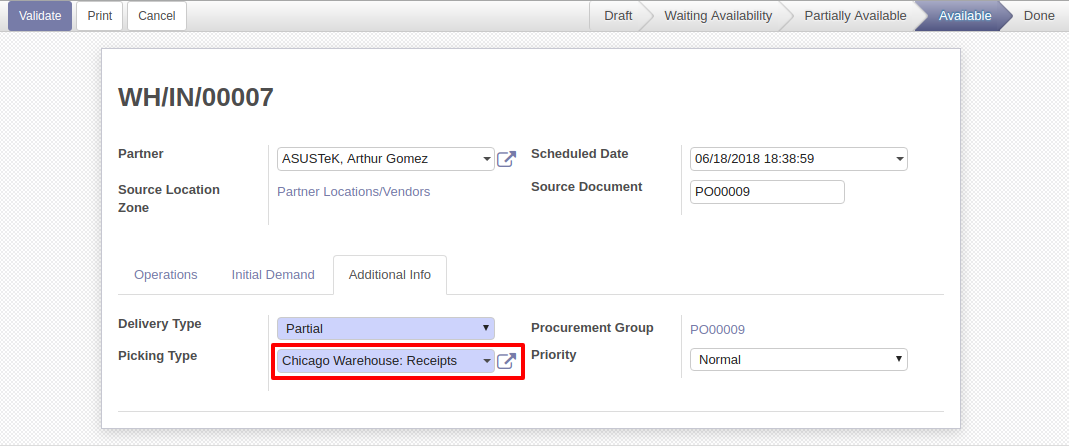 Validate Print Cancel Draft Waiting Availability Partially Available Available Done
WH/IN/00007
Partner ASUSTeK, Arthur Gomez Scheduled Date 06/18/2018 18:38:59
Source Location Zone Partner Locations/Vendors Source Document PO00009
Operations Initial Demand Additional Info
Delivery Type Partial Procurement Group PO00009
Picking Type Chicago Warehouse: Receipts Priority Normal